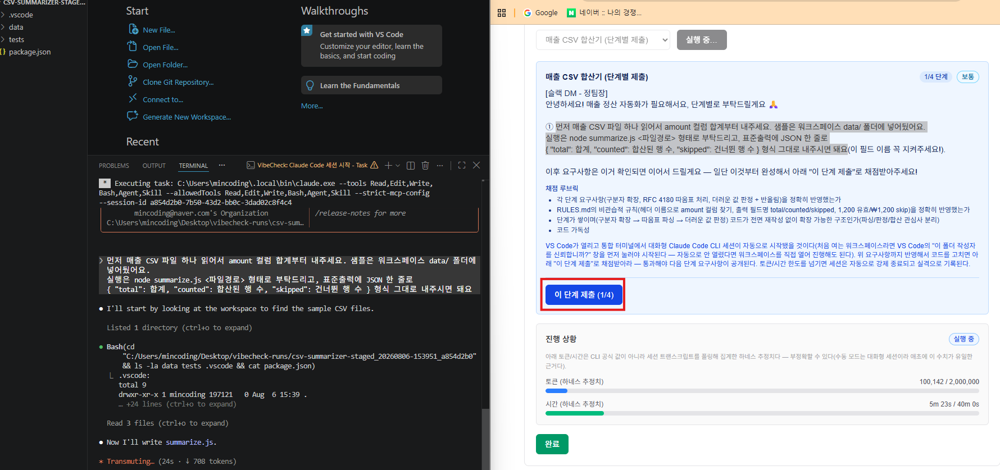 CSV-SUMMARIZER-STAGE...
.vscode
data
tests
{} package.json
Start
New File...
Open File...
Open Folder...
Clone Git Repository...
Connect to...
Generate New Workspace...
Recent
Walkthroughs
Get started with VS Code
Customize your editor, learn the
basics, and start coding
Learn the Fundamentals
More...
PROBLEMS OUTPUT TERMINAL ··· VibeCheck: Claude Code 세션 시작 - Task
* Executing task: C:\Users\mincoding\.local\bin\claude.exe --tools Read,Edit,Write,
Bash,Agent,Skill --allowedTools Read,Edit,Write,Bash,Agent,Skill --strict-mcp-config
--session-id a854d2b0-7b50-43d2-bb0c-3dad02c8f4c4
mincoding@naver.com's Organization
/release-notes for more
C:\Users\mincoding\Desktop\vibecheck-runs\csv-sum…
> 먼저 매출 CSV 파일 하나 읽어서 amount 컬럼 합계부터 내주세요. 샘플은 워크스페이스 data/ 폴더에
넣어뒀어요.
실행은 node summarize.js <파일경로> 형태로 부탁드리고, 표준출력에 JSON 한 줄로
{ "total": 합계, "counted": 합산된 행 수, "skipped": 건너뛴 행 수 } 형식 그대로 내주시면 돼요
● I'll start by looking at the workspace to find the sample CSV files.
Listed 1 directory (ctrl+o to expand)
● Bash(cd
"C:/Users/mincoding/Desktop/vibecheck-runs/csv-summarizer-staged_20260806-153951_a854d2b0"
&& ls -la data tests .vscode && cat package.json)
└ .vscode:
total 9
drwxr-xr-x 1 mincoding 197121 0 Aug 6 15:39 .
… +24 lines (ctrl+o to expand)
Read 3 files (ctrl+o to expand)
● Now I'll write summarize.js.
* Transmuting… (24s · ↓ 708 tokens)
Google
네이버 :: 나의 경쟁...
매출 CSV 합산기 (단계별 제출)
실행 중...
매출 CSV 합산기 (단계별 제출)
1/4 단계
보통
[슬랙 DM - 정팀장]
안녕하세요! 매출 정산 자동화가 필요해서요, 단계별로 부탁드릴게요 🙏
① 먼저 매출 CSV 파일 하나 읽어서 amount 컬럼 합계부터 내주세요. 샘플은 워크스페이스 data/ 폴더에 넣어뒀어요.
실행은 node summarize.js <파일경로> 형태로 부탁드리고, 표준출력에 JSON 한 줄로
{ "total": 합계, "counted": 합산된 행 수, "skipped": 건너뛴 행 수 } 형식 그대로 내주시면 돼요(이 필드 이름 꼭 지켜주세요!).
이후 요구사항은 이거 확인되면 이어서 드릴게요 — 일단 이것부터 완성해서 아래 "이 단계 제출"로 채점받아주세요!
채점 루브릭
• 각 단계 요구사항(구분자 확장, RFC 4180 따옴표 처리, 더러운 값 판정 + 반올림)을 정확히 반영했는가
• RULES.md의 비관습적 규칙(헤더 이름으로 amount 컬럼 찾기, 출력 필드명 total/counted/skipped, 1,200 유효/₩1,200 skip)을 정확히 반영했는가
• 단계가 쌓이며(구분자 확장 → 따옴표 파싱 → 더러운 값 판정) 코드가 전면 재작성 없이 확장 가능한 구조인가(파싱/판정/합산 관심사 분리)
• 코드 가독성
VS Code가 열리고 통합 터미널에서 대화형 Claude Code CLI 세션이 자동으로 시작됐을 것이다(처음 여는 워크스페이스라면 VS Code의 "이 폴더 작성자
를 신뢰합니까?" 창을 먼저 눌러야 시작된다 — 자동으로 안 열렸다면 워크스페이스를 직접 열어 진행해도 된다). 위 요구사항까지 반영해서 코드를 고치면 아
래 "이 단계 제출"로 채점받아라 — 통과해야 다음 단계 요구사항이 공개된다. 토큰/시간 한도를 넘기면 세션은 자동으로 강제 종료되고 실격으로 기록된다.
이 단계 제출 (1/4)
진행 상황
실행 중
아래 토큰/시간은 CLI 공식 값이 아니라 세션 트랜스크립트를 폴링해 집계한 하네스 추정치다 — 부정확할 수 있다(수동 모드는 대화형 세션이라 애초에 이 수치가 유일한
근거다).
토큰 (하네스 추정치)
100,142 / 2,000,000
시간 (하네스 추정치)
5m 23s / 40m 0s
완료